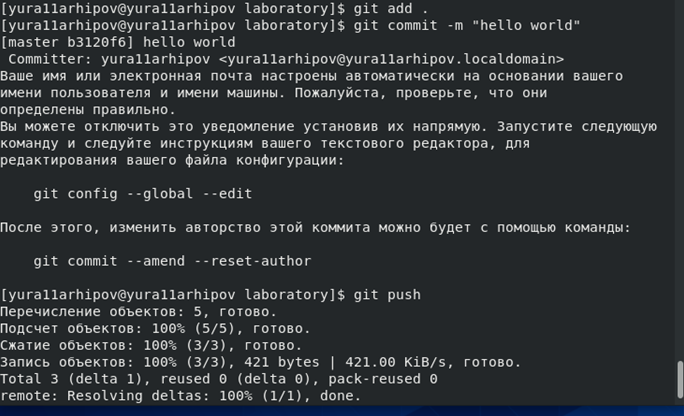 [yura11arhipov@yura11arhipov laboratory]$ git add .
[yura11arhipov@yura11arhipov laboratory]$ git commit -m "hello world"
[master b3120f6] hello world
 Committer: yura11arhipov <yura11arhipov@yura11arhipov.localdomain>
Ваше имя или электронная почта настроены автоматически на основании вашего
имени пользователя и имени машины. Пожалуйста, проверьте, что они
определены правильно.
Вы можете отключить это уведомление установив их напрямую. Запустите следующую
команду и следуйте инструкциям вашего текстового редактора, для
редактирования вашего файла конфигурации:

    git config --global --edit

После этого, изменить авторство этой коммита можно будет с помощью команды:

    git commit --amend --reset-author

[yura11arhipov@yura11arhipov laboratory]$ git push
Перечисление объектов: 5, готово.
Подсчет объектов: 100% (5/5), готово.
Сжатие объектов: 100% (3/3), готово.
Запись объектов: 100% (3/3), 421 bytes | 421.00 KiB/s, готово.
Total 3 (delta 1), reused 0 (delta 0), pack-reused 0
remote: Resolving deltas: 100% (1/1), done.